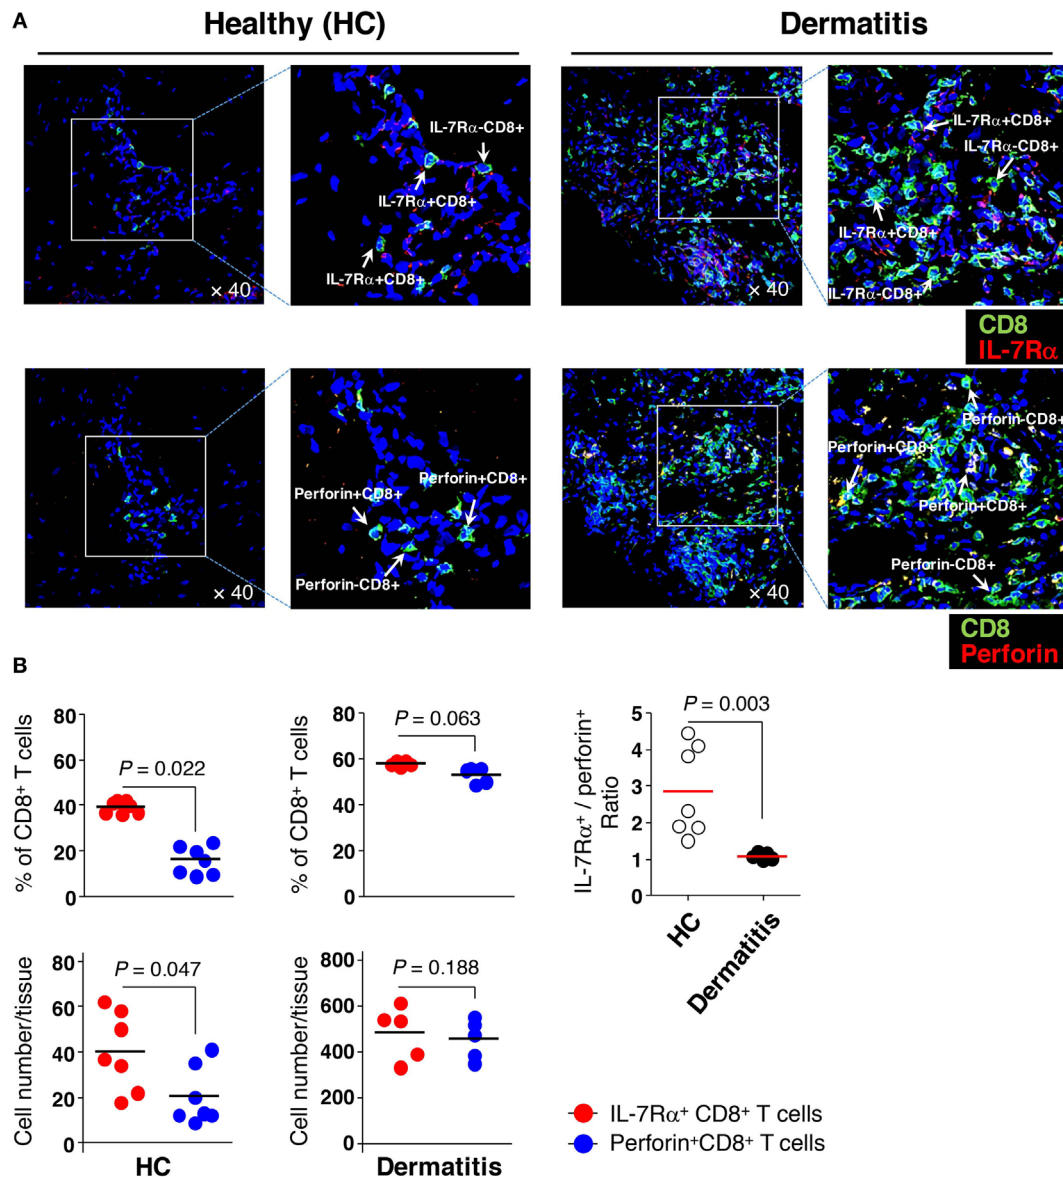 A
Healthy (HC)
Dermatitis
IL-7Rα-CD8+
IL-7Rα+CD8+
IL-7Rα+CD8+
× 40
IL-7Rα+CD8+
IL-7Rα-CD8+
IL-7Rα+CD8+
IL-7Rα-CD8+
× 40
CD8
IL-7Rα
Perforin+CD8+
Perforin+CD8+
Perforin-CD8+
× 40
Perforin-CD8+
Perforin+CD8+
Perforin+CD8+
Perforin-CD8+
× 40
CD8
Perforin
B
% of CD8⁺ T cells
80
60
40
20
0
P = 0.022
% of CD8⁺ T cells
80
60
40
20
0
P = 0.063
IL-7Rα⁺ / perforin⁺
Ratio
5
4
3
2
1
0
P = 0.003
HC
Dermatitis
Cell number/tissue
80
60
40
20
0
P = 0.047
HC
Cell number/tissue
800
600
400
200
0
P = 0.188
Dermatitis
IL-7Rα⁺ CD8⁺ T cells
Perforin⁺CD8⁺ T cells